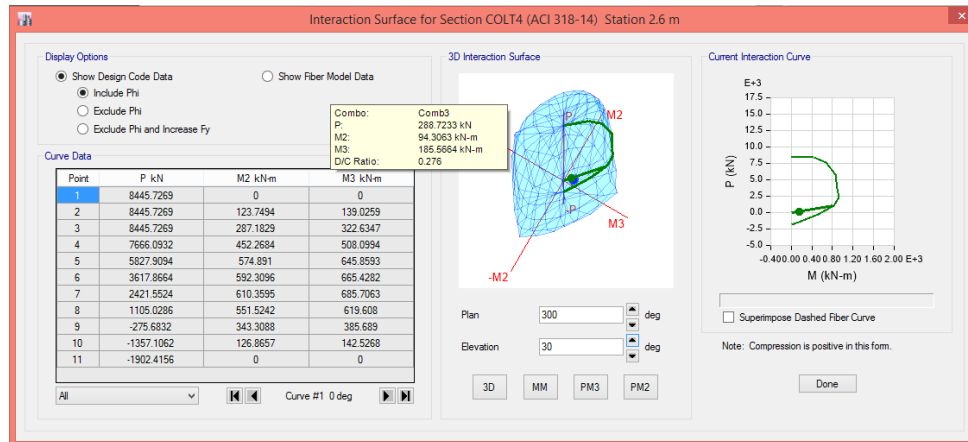 Interaction Surface for Section COLT4 (ACI 318-14) Station 2.6 m
Display Options
Show Design Code Data
Show Fiber Model Data
Include Phi
Exclude Phi
Exclude Phi and Increase Fy
Combo: Comb3
P: 288.7233 kN
M2: 94.3063 kN-m
M3: 185.5664 kN-m
D/C Ratio: 0.276
Curve Data
Point P kN M2 kN-m M3 kN-m
1 8445.7269 0 0
2 8445.7269 123.7494 139.0259
3 8445.7269 287.1829 322.6347
4 7666.0932 452.2684 508.0994
5 5827.9094 574.891 645.8593
6 3617.8664 592.3096 665.4282
7 2421.5524 610.3595 685.7063
8 1105.0286 551.5242 619.608
9 -275.6832 343.3088 385.689
10 -1357.1062 126.8657 142.5268
11 -1902.4156 0 0
All
Curve #1 0 deg
3D Interaction Surface
P
M2
-P
M3
-M2
Plan 300 deg
Elevation 30 deg
3D MM PM3 PM2
Current Interaction Curve
E+3
17.5
15.0
12.5
10.0
7.5
5.0
2.5
0.0
-2.5
-5.0
P (kN)
-0.400.00 0.40 0.80 1.20 1.60 2.00 E+3
M (kN-m)
Superimpose Dashed Fiber Curve
Note: Compression is positive in this form.
Done